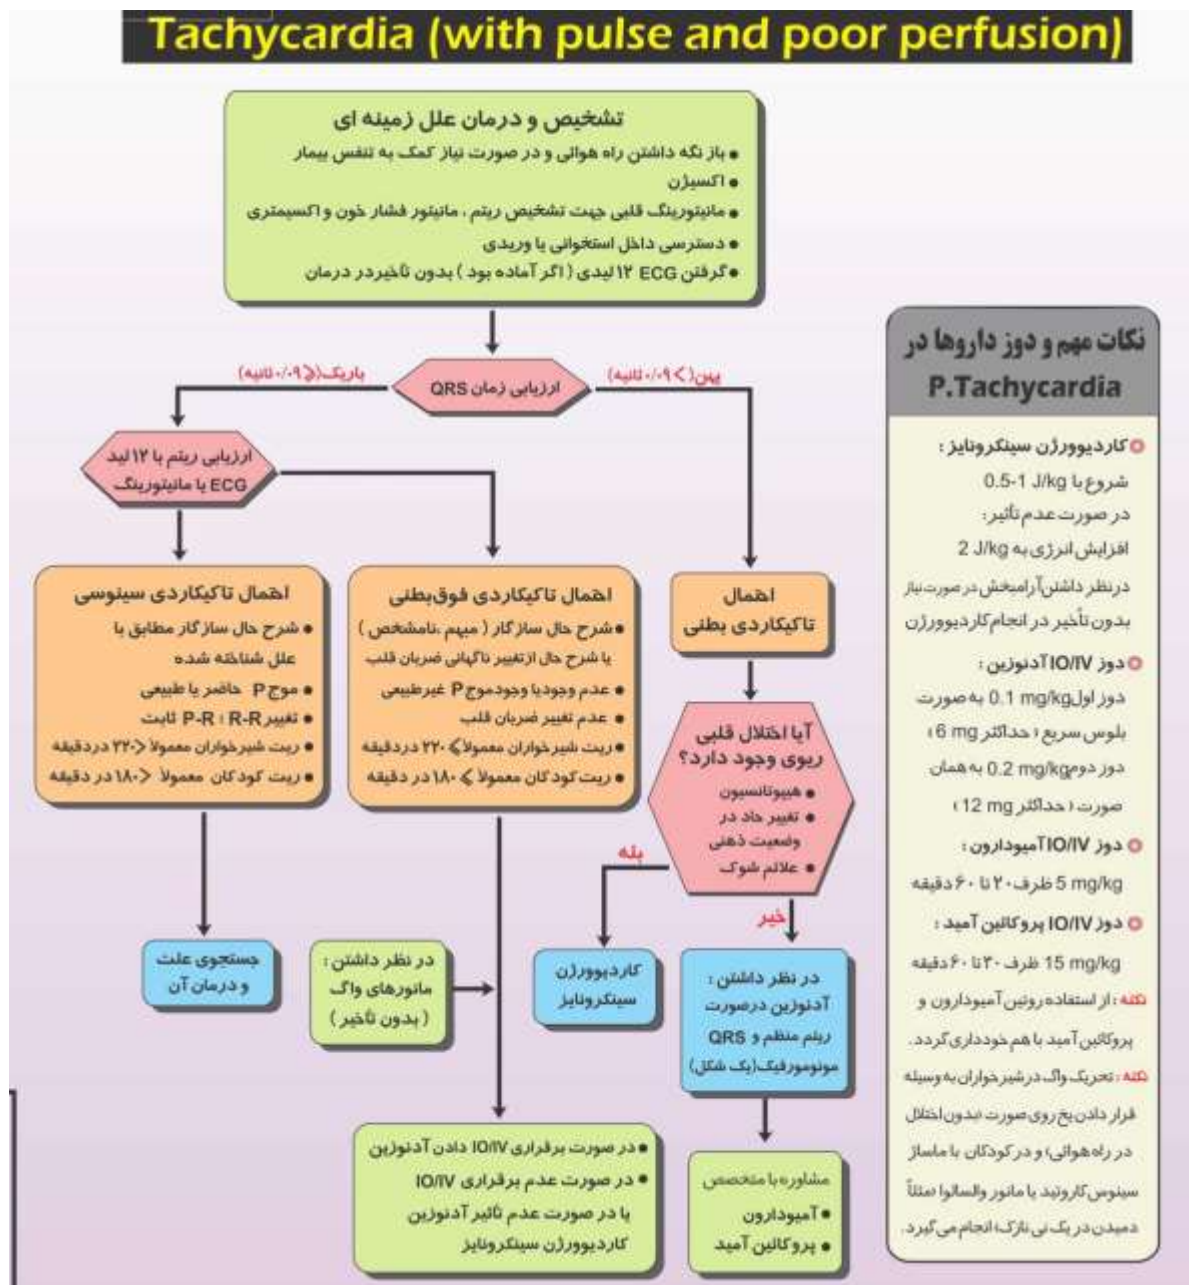 Tachycardia (with pulse and poor perfusion)
تشخیص و درمان علل زمینه ای
● باز نگه داشتن راه هوائی و در صورت نیاز کمک به تنفس بیمار
● اکسیژن
● مانیتورینگ قلبی جهت تشخیص ریتم ، مانیتور فشار خون و اکسیمتری
● دسترسی داخل استخوانی یا وریدی
● گرفتن ECG ۱۲ لیدی ( اگر آماده بود ) بدون تأخیردر درمان
ارزیابی زمان QRS
باریک(⩽۰/۰۹ ثانیه)
پهن(>۰/۰۹ ثانیه)
ارزیابی ریتم با ۱۲ لید
ECG یا مانیتورینگ
احتمال تاکیکاردی سینوسی
● شرح حال سازگار مطابق با
علل شناخته شده
● موج P حاضر یا طبیعی
● تغییر R-R ؛ P-R ثابت
● ریت شیرخواران معمولاً <۲۲۰ دردقیقه
● ریت کودکان معمولاً <۱۸۰ در دقیقه
جستجوی علت
و درمان آن
احتمال تاکیکاردی فوق‌بطنی
● شرح حال سازگار ( مبهم ،نامشخص )
یا شرح حال از تغییر ناگهانی ضربان قلب
● عدم وجودیا وجودموج P غیرطبیعی
● عدم تغییر ضربان قلب
● ریت شیرخواران معمولاً ⩾ ۲۲۰ دردقیقه
● ریت کودکان معمولاً ⩾ ۱۸۰ در دقیقه
در نظر داشتن :
مانورهای واگ
( بدون تأخیر )
● در صورت برقراری IO/IV دادن آدنوزین
● در صورت عدم برقراری IO/IV
یا در صورت عدم تاثیر آدنوزین
کاردیوورژن سینکرونایز
احتمال
تاکیکاردی بطنی
آیا اختلال قلبی
ریوی وجود دارد؟
● هیپوتانسیون
● تغییر حاد در
وضعیت ذهنی
● علائم شوک
بله
خیر
کاردیوورژن
سینکرونایز
در نظر داشتن :
آدنوزین درصورت
ریتم منظم و QRS
مونومورفیک(یک شکل)
مشاوره با متخصص
● آمیودارون
● پروکائین آمید
نکات مهم و دوز داروها در
P.Tachycardia
کاردیوورژن سینکرونایز :
شروع با 0.5-1 J/kg
در صورت عدم تأثیر:
افزایش انرژی به 2 J/kg
درنظر داشتن آرامبخش در صورت نیاز
بدون تأخیر در انجام کاردیوورژن
دوز IO/IV آدنوزین :
دوز اول 0.1 mg/kg به صورت
بلوس سریع (حداکثر 6 mg)
دوز دوم 0.2 mg/kg به همان
صورت (حداکثر 12 mg)
دوز IO/IV آمیودارون :
5 mg/kg ظرف ۲۰ تا ۶۰ دقیقه
دوز IO/IV پروکائین آمید :
15 mg/kg ظرف ۳۰ تا ۶۰ دقیقه
نکته : از استفاده روتین آمیودارون و
پروکائین آمید با هم خودداری گردد.
نکته : تحریک واگ در شیرخواران به وسیله
قرار دادن یخ روی صورت (بدون اختلال
در راه هوائی) و در کودکان با ماساژ
سینوس کاروتید یا مانور والسالوا (مثلاً
دمیدن در یک نی نازک) انجام می گیرد.